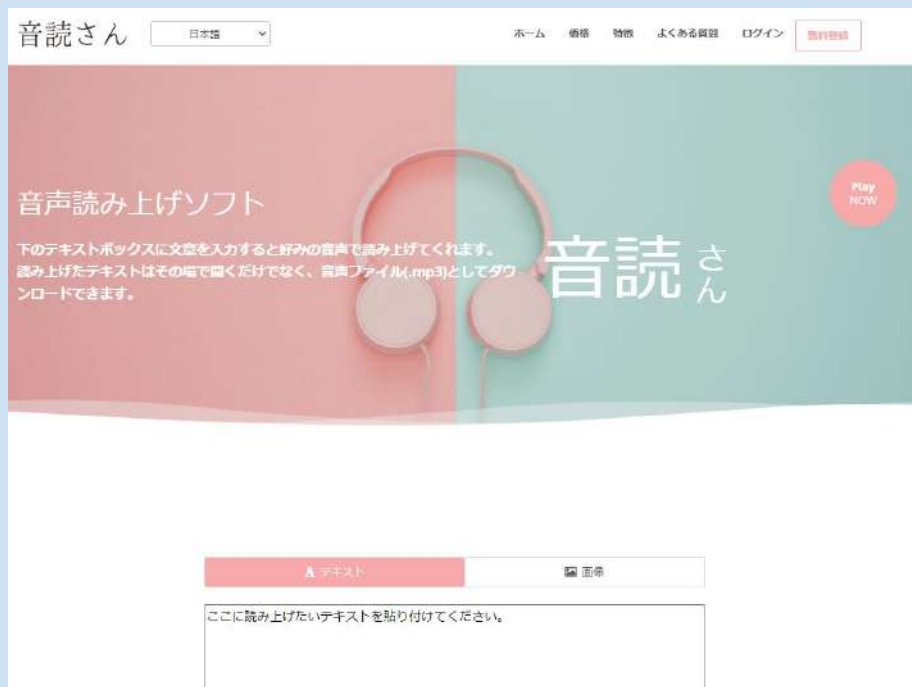 音読さん
日本語
ホーム 価格 特徴 よくある質問 ログイン 無料登録
音声読み上げソフト
下のテキストボックスに文章を入力すると好みの音声で読み上げてくれます。
読み上げたテキストはその場で聞くだけでなく、音声ファイル(.mp3)としてダウ
ンロードできます。
音読さん
Play
NOW
A テキスト
画像
ここに読み上げたいテキストを貼り付けてください。